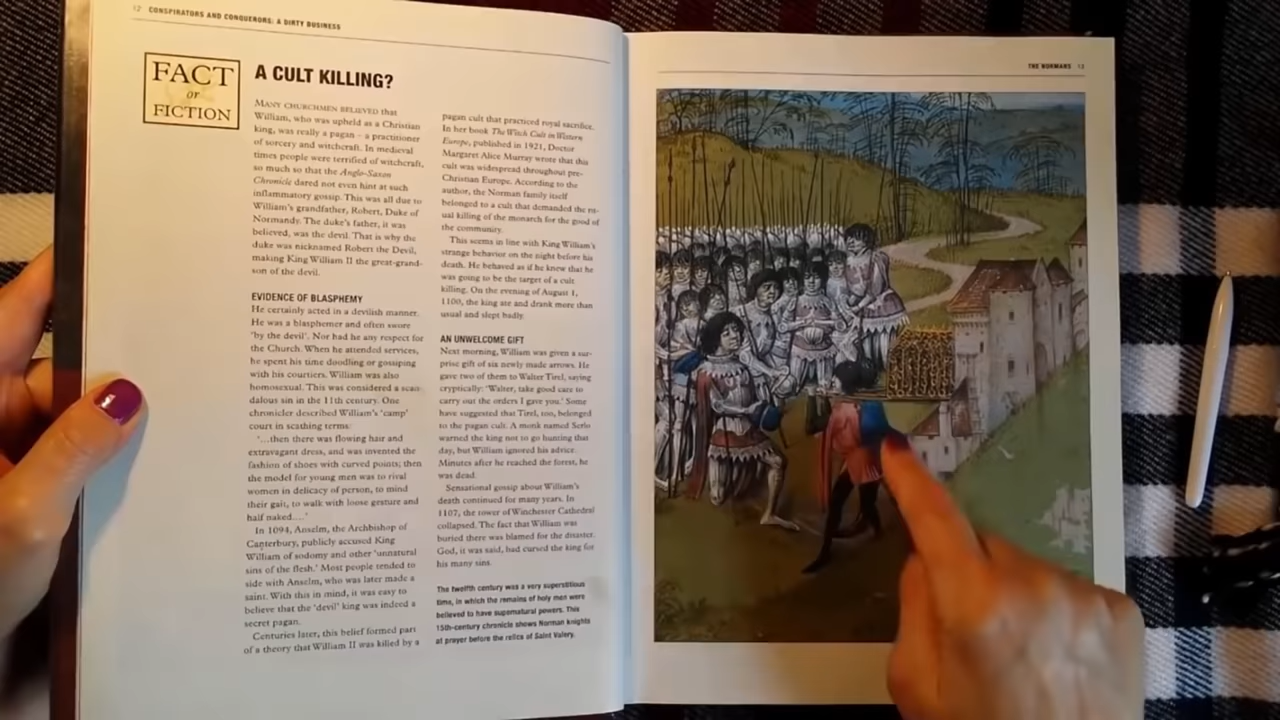 12 CONSPIRATORS AND CONQUERORS: A DIRTY BUSINESS
FACT
or
FICTION
A CULT KILLING?
MANY CHURCHMEN BELIEVED that
William, who was upheld as a Christian
king, was really a pagan – a practitioner
of sorcery and witchcraft. In medieval
times people were terrified of witchcraft,
so much so that the Anglo-Saxon
Chronicle dared not even hint at such
inflammatory gossip. This was all due to
William's grandfather, Robert, Duke of
Normandy. The duke's father, it was
believed, was the devil. That is why the
duke was nicknamed Robert the Devil,
making King William II the great-grand-
son of the devil.
EVIDENCE OF BLASPHEMY
He certainly acted in a devilish manner.
He was a blasphemer and often swore
'by the devil'. Nor had he any respect for
the Church. When he attended services,
he spent his time doodling or gossiping
with his courtiers. William was also
homosexual. This was considered a scan-
dalous sin in the 11th century. One
chronicler described William's 'camp'
court in scathing terms:
'...then there was flowing hair and
extravagant dress, and was invented the
fashion of shoes with curved points; then
the model for young men was to rival
women in delicacy of person, to mind
their gait, to walk with loose gesture and
half naked....'
In 1094, Anselm, the Archbishop of
Canterbury, publicly accused King
William of sodomy and other 'unnatural
sins of the flesh.' Most people tended to
side with Anselm, who was later made a
saint. With this in mind, it was easy to
believe that the 'devil' king was indeed a
secret pagan.
Centuries later, this belief formed part
of a theory that William II was killed by a
pagan cult that practiced royal sacrifice.
In her book The Witch Cult in Western
Europe, published in 1921, Doctor
Margaret Alice Murray wrote that this
cult was widespread throughout pre-
Christian Europe. According to the
author, the Norman family itself
belonged to a cult that demanded the rit-
ual killing of the monarch for the good of
the community.
This seems in line with King William's
strange behavior on the night before his
death. He behaved as if he knew that he
was going to be the target of a cult
killing. On the evening of August 1,
1100, the king ate and drank more than
usual and slept badly.
AN UNWELCOME GIFT
Next morning, William was given a sur-
prise gift of six newly made arrows. He
gave two of them to Walter Tirel, saying
cryptically: 'Walter, take good care to
carry out the orders I gave you.' Some
have suggested that Tirel, too, belonged
to the pagan cult. A monk named Serlo
warned the king not to go hunting that
day, but William ignored his advice.
Minutes after he reached the forest, he
was dead.
Sensational gossip about William's
death continued for many years. In
1107, the tower of Winchester Cathedral
collapsed. The fact that William was
buried there was blamed for the disaster.
God, it was said, had cursed the king for
his many sins.
The twelfth century was a very superstitious
time, in which the remains of holy men were
believed to have supernatural powers. This
15th-century chronicle shows Norman knights
at prayer before the relics of Saint Valery.
THE NORMANS 13